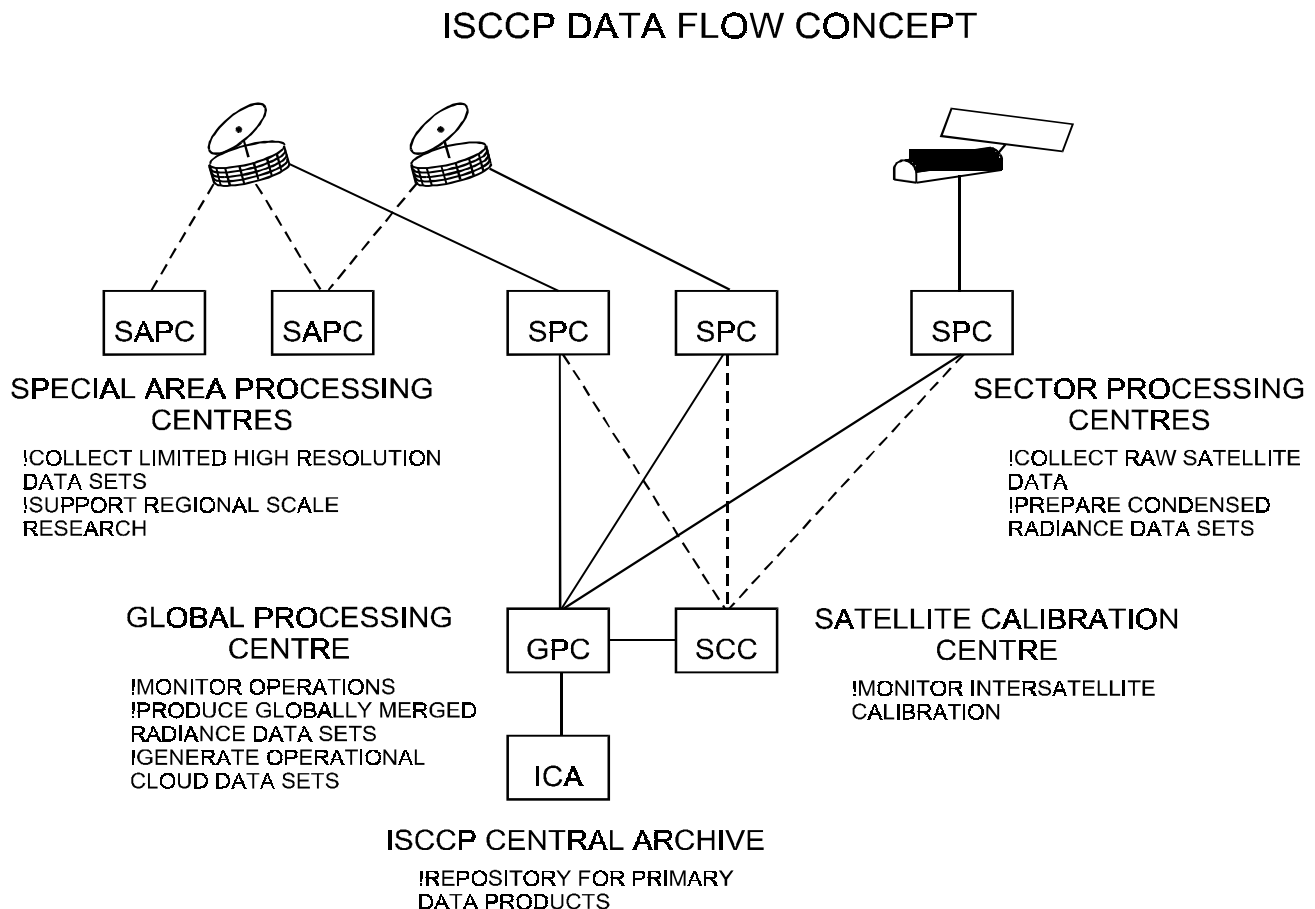 ISCCP DATA FLOW CONCEPT
SAPC
SAPC
SPC
SPC
SPC
SPECIAL AREA PROCESSING
CENTRES
!COLLECT LIMITED HIGH RESOLUTION
DATA SETS
!SUPPORT REGIONAL SCALE
RESEARCH
SECTOR PROCESSING
CENTRES
!COLLECT RAW SATELLITE
DATA
!PREPARE CONDENSED
RADIANCE DATA SETS
GLOBAL PROCESSING
CENTRE
!MONITOR OPERATIONS
!PRODUCE GLOBALLY MERGED
RADIANCE DATA SETS
!GENERATE OPERATIONAL
CLOUD DATA SETS
GPC
SCC
SATELLITE CALIBRATION
CENTRE
!MONITOR INTERSATELLITE
CALIBRATION
ICA
ISCCP CENTRAL ARCHIVE
!REPOSITORY FOR PRIMARY
DATA PRODUCTS